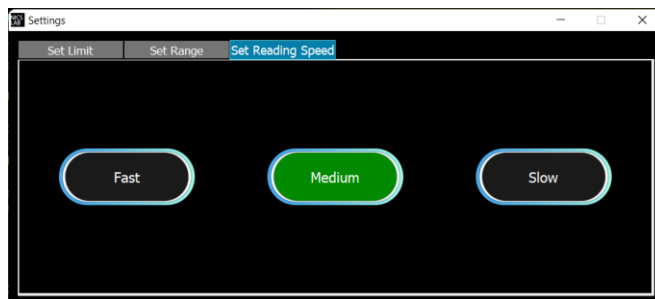 Settings
Set Limit Set Range Set Reading Speed
Fast Medium Slow